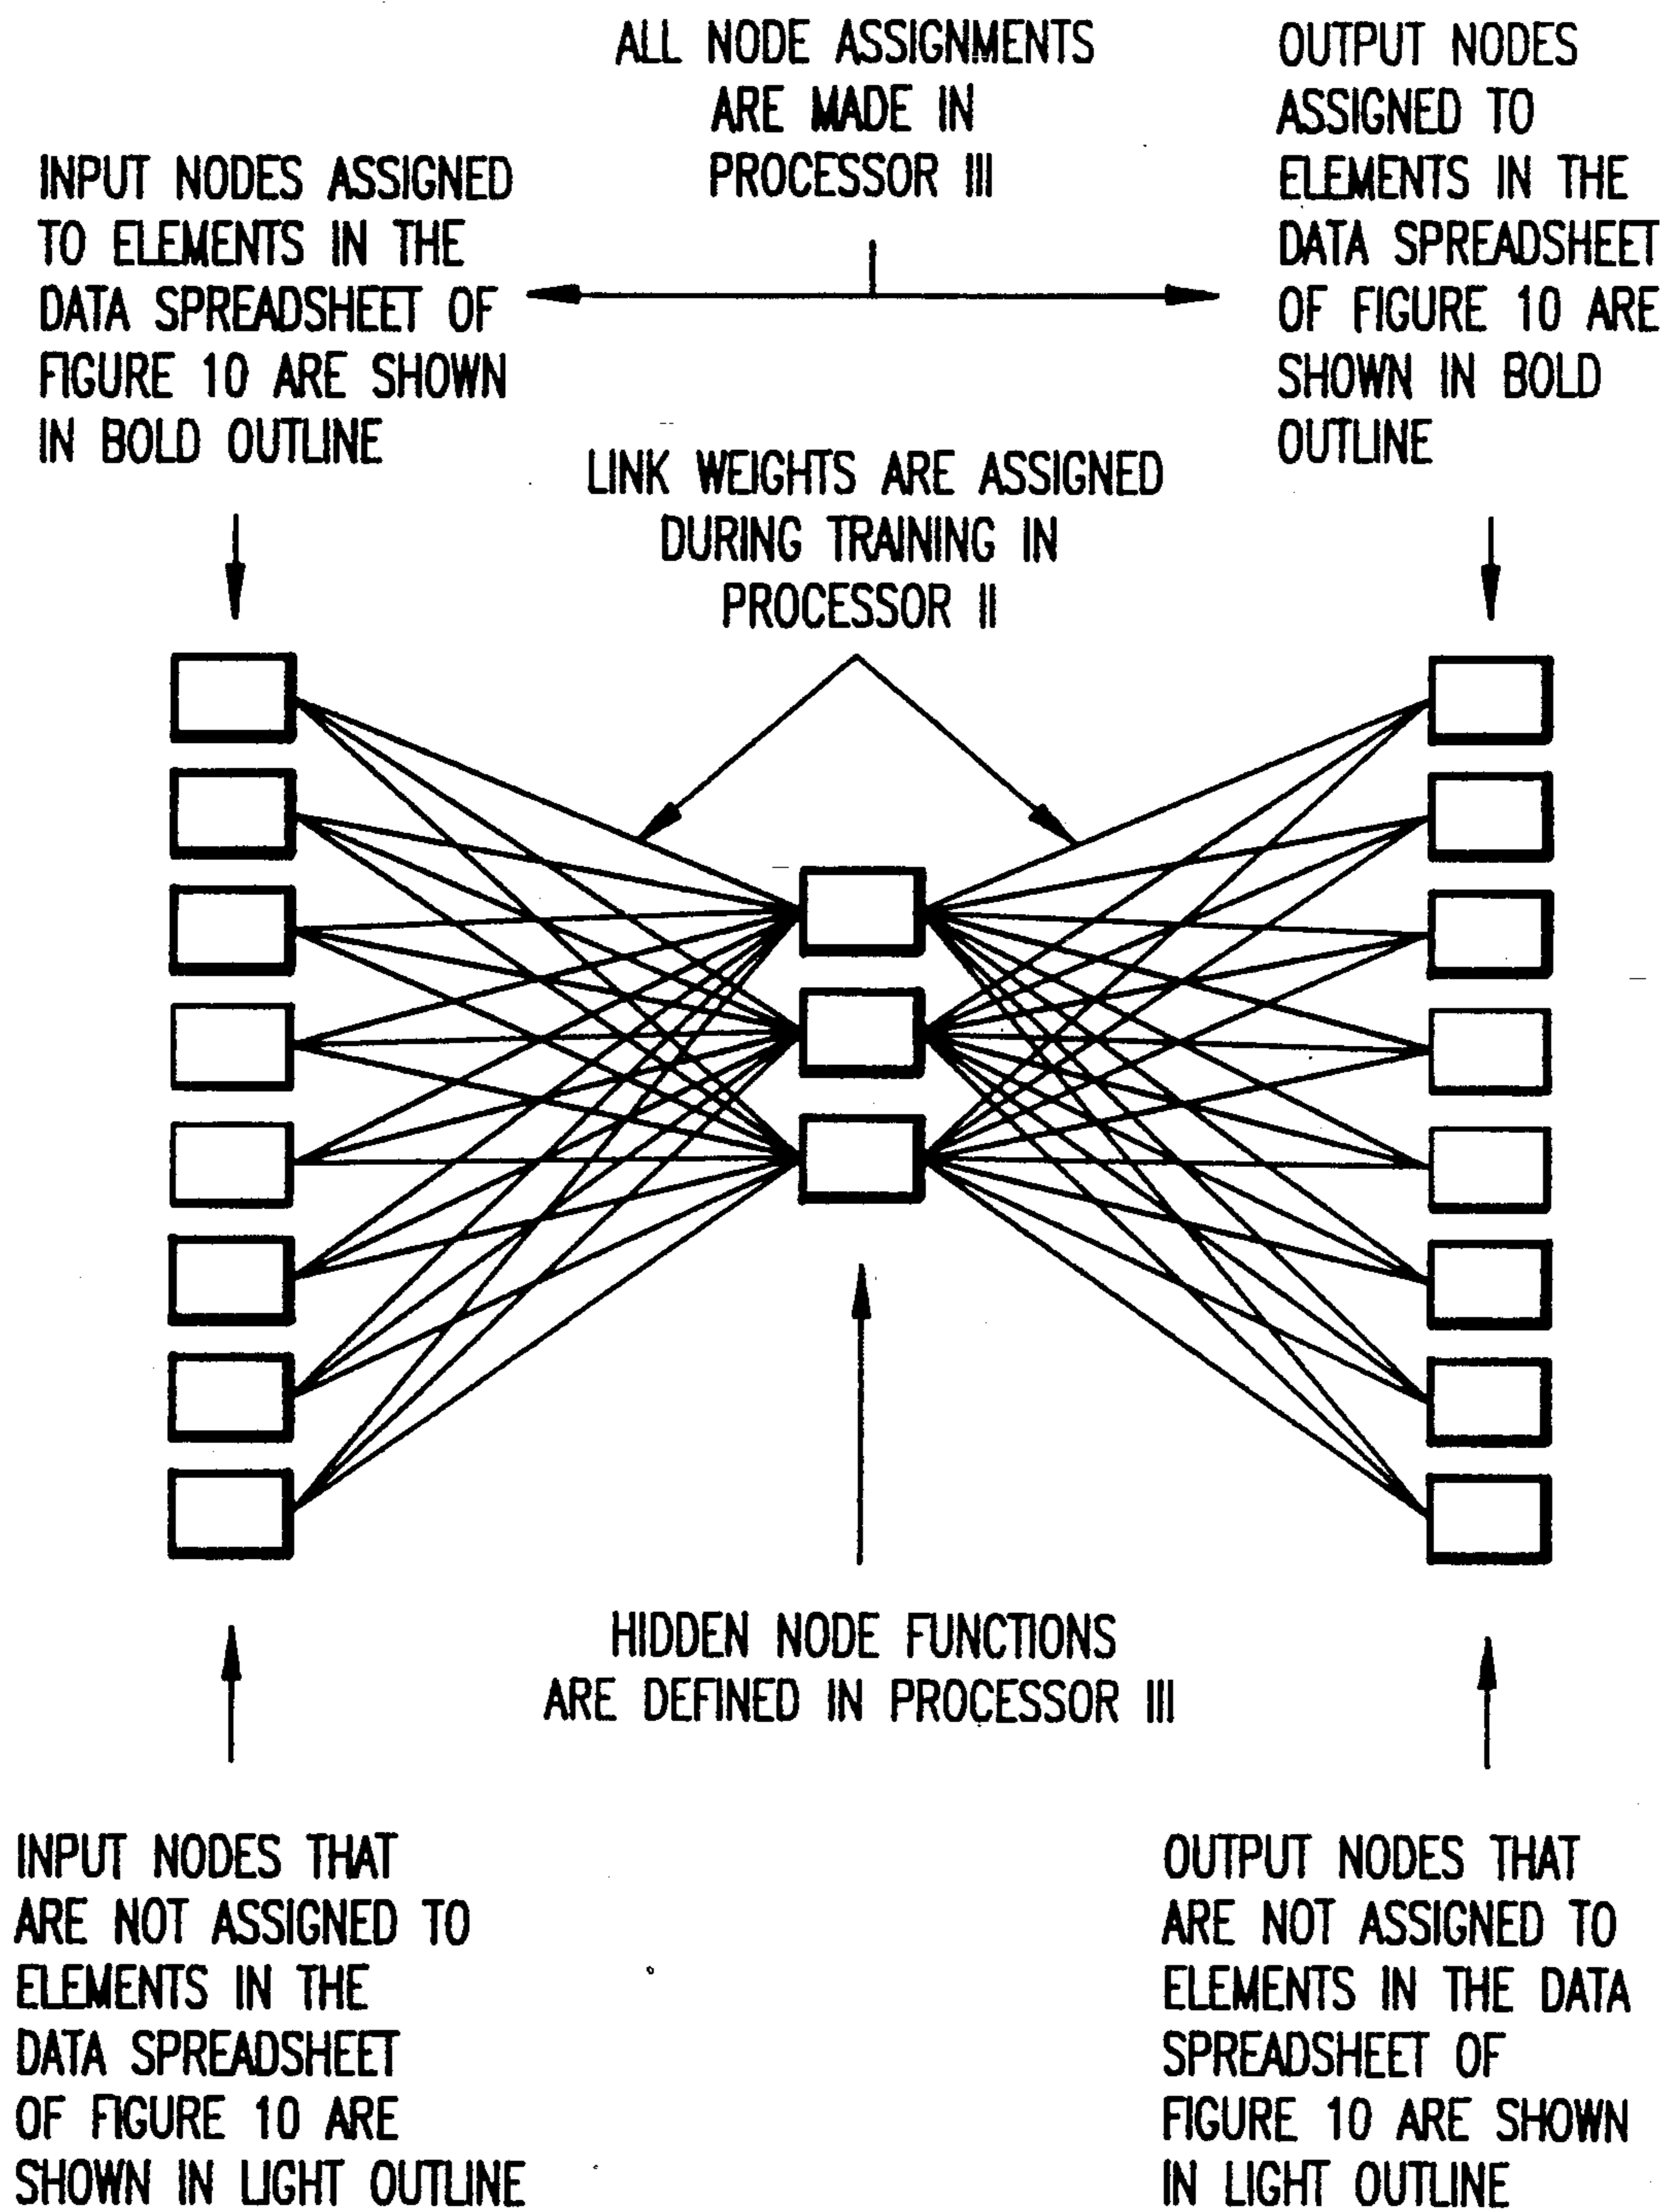 ALL NODE ASSIGNMENTS
ARE MADE IN
PROCESSOR III
OUTPUT NODES
ASSIGNED TO
ELEMENTS IN THE
DATA SPREADSHEET
OF FIGURE 10 ARE
SHOWN IN BOLD
OUTLINE
INPUT NODES ASSIGNED
TO ELEMENTS IN THE
DATA SPREADSHEET OF
FIGURE 10 ARE SHOWN
IN BOLD OUTLINE
LINK WEIGHTS ARE ASSIGNED
DURING TRAINING IN
PROCESSOR II
HIDDEN NODE FUNCTIONS
ARE DEFINED IN PROCESSOR III
INPUT NODES THAT
ARE NOT ASSIGNED TO
ELEMENTS IN THE
DATA SPREADSHEET
OF FIGURE 10 ARE
SHOWN IN LIGHT OUTLINE
OUTPUT NODES THAT
ARE NOT ASSIGNED TO
ELEMENTS IN THE DATA
SPREADSHEET OF
FIGURE 10 ARE SHOWN
IN LIGHT OUTLINE